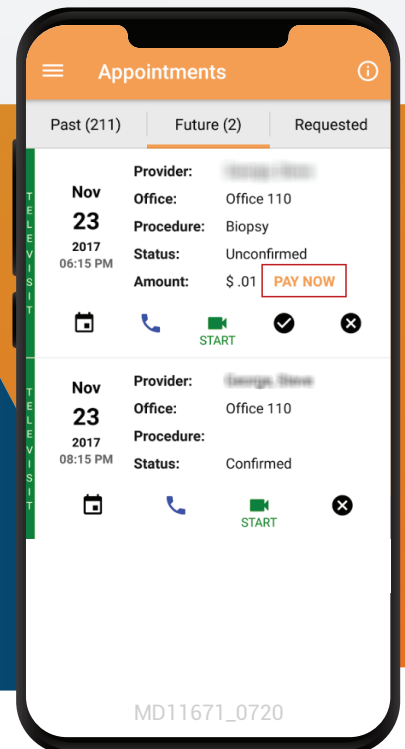 Appointments
Past (211) Future (2) Requested
TELEVISIT
Nov
23
2017
06:15 PM
Provider:
Office: Office 110
Procedure: Biopsy
Status: Unconfirmed
Amount: $ .01 PAY NOW
START
TELEVISIT
Nov
23
2017
08:15 PM
Provider:
Office: Office 110
Procedure:
Status: Confirmed
START
MD11671_0720